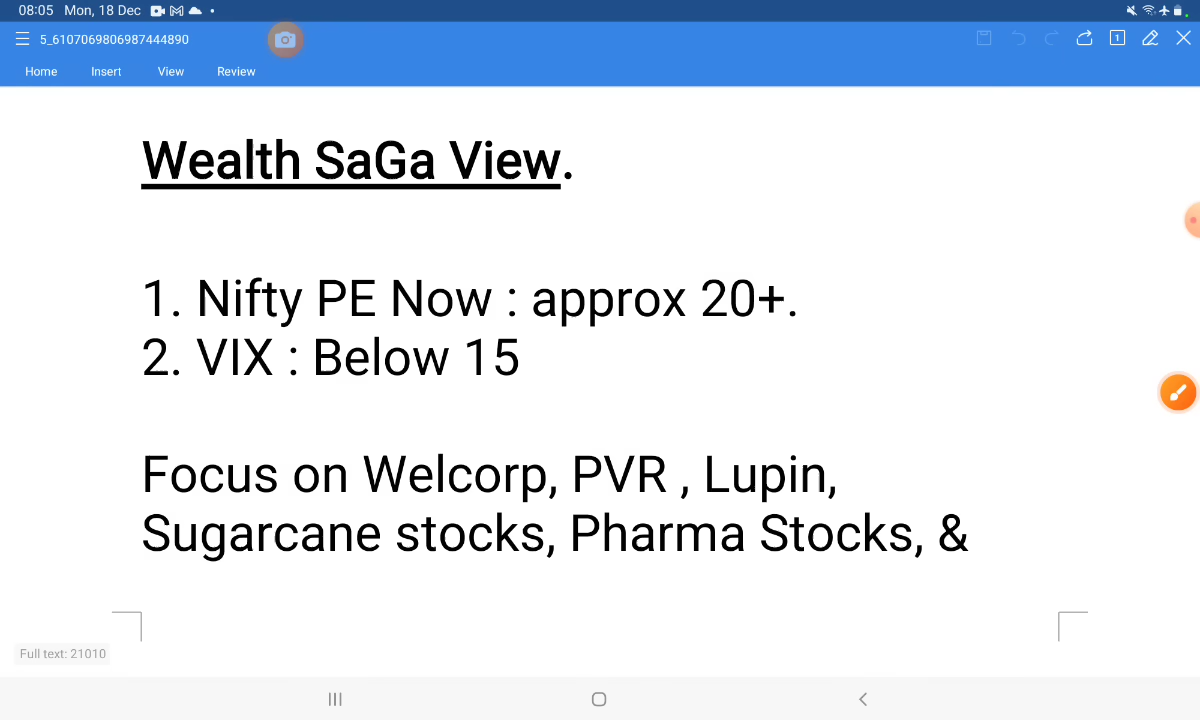 08:05 Mon, 18 Dec
5_6107069806987444890
1
Home Insert View Review
Wealth SaGa View.
1. Nifty PE Now : approx 20+.
2. VIX : Below 15
Focus on Welcorp, PVR , Lupin,
Sugarcane stocks, Pharma Stocks, &
Full text: 21010